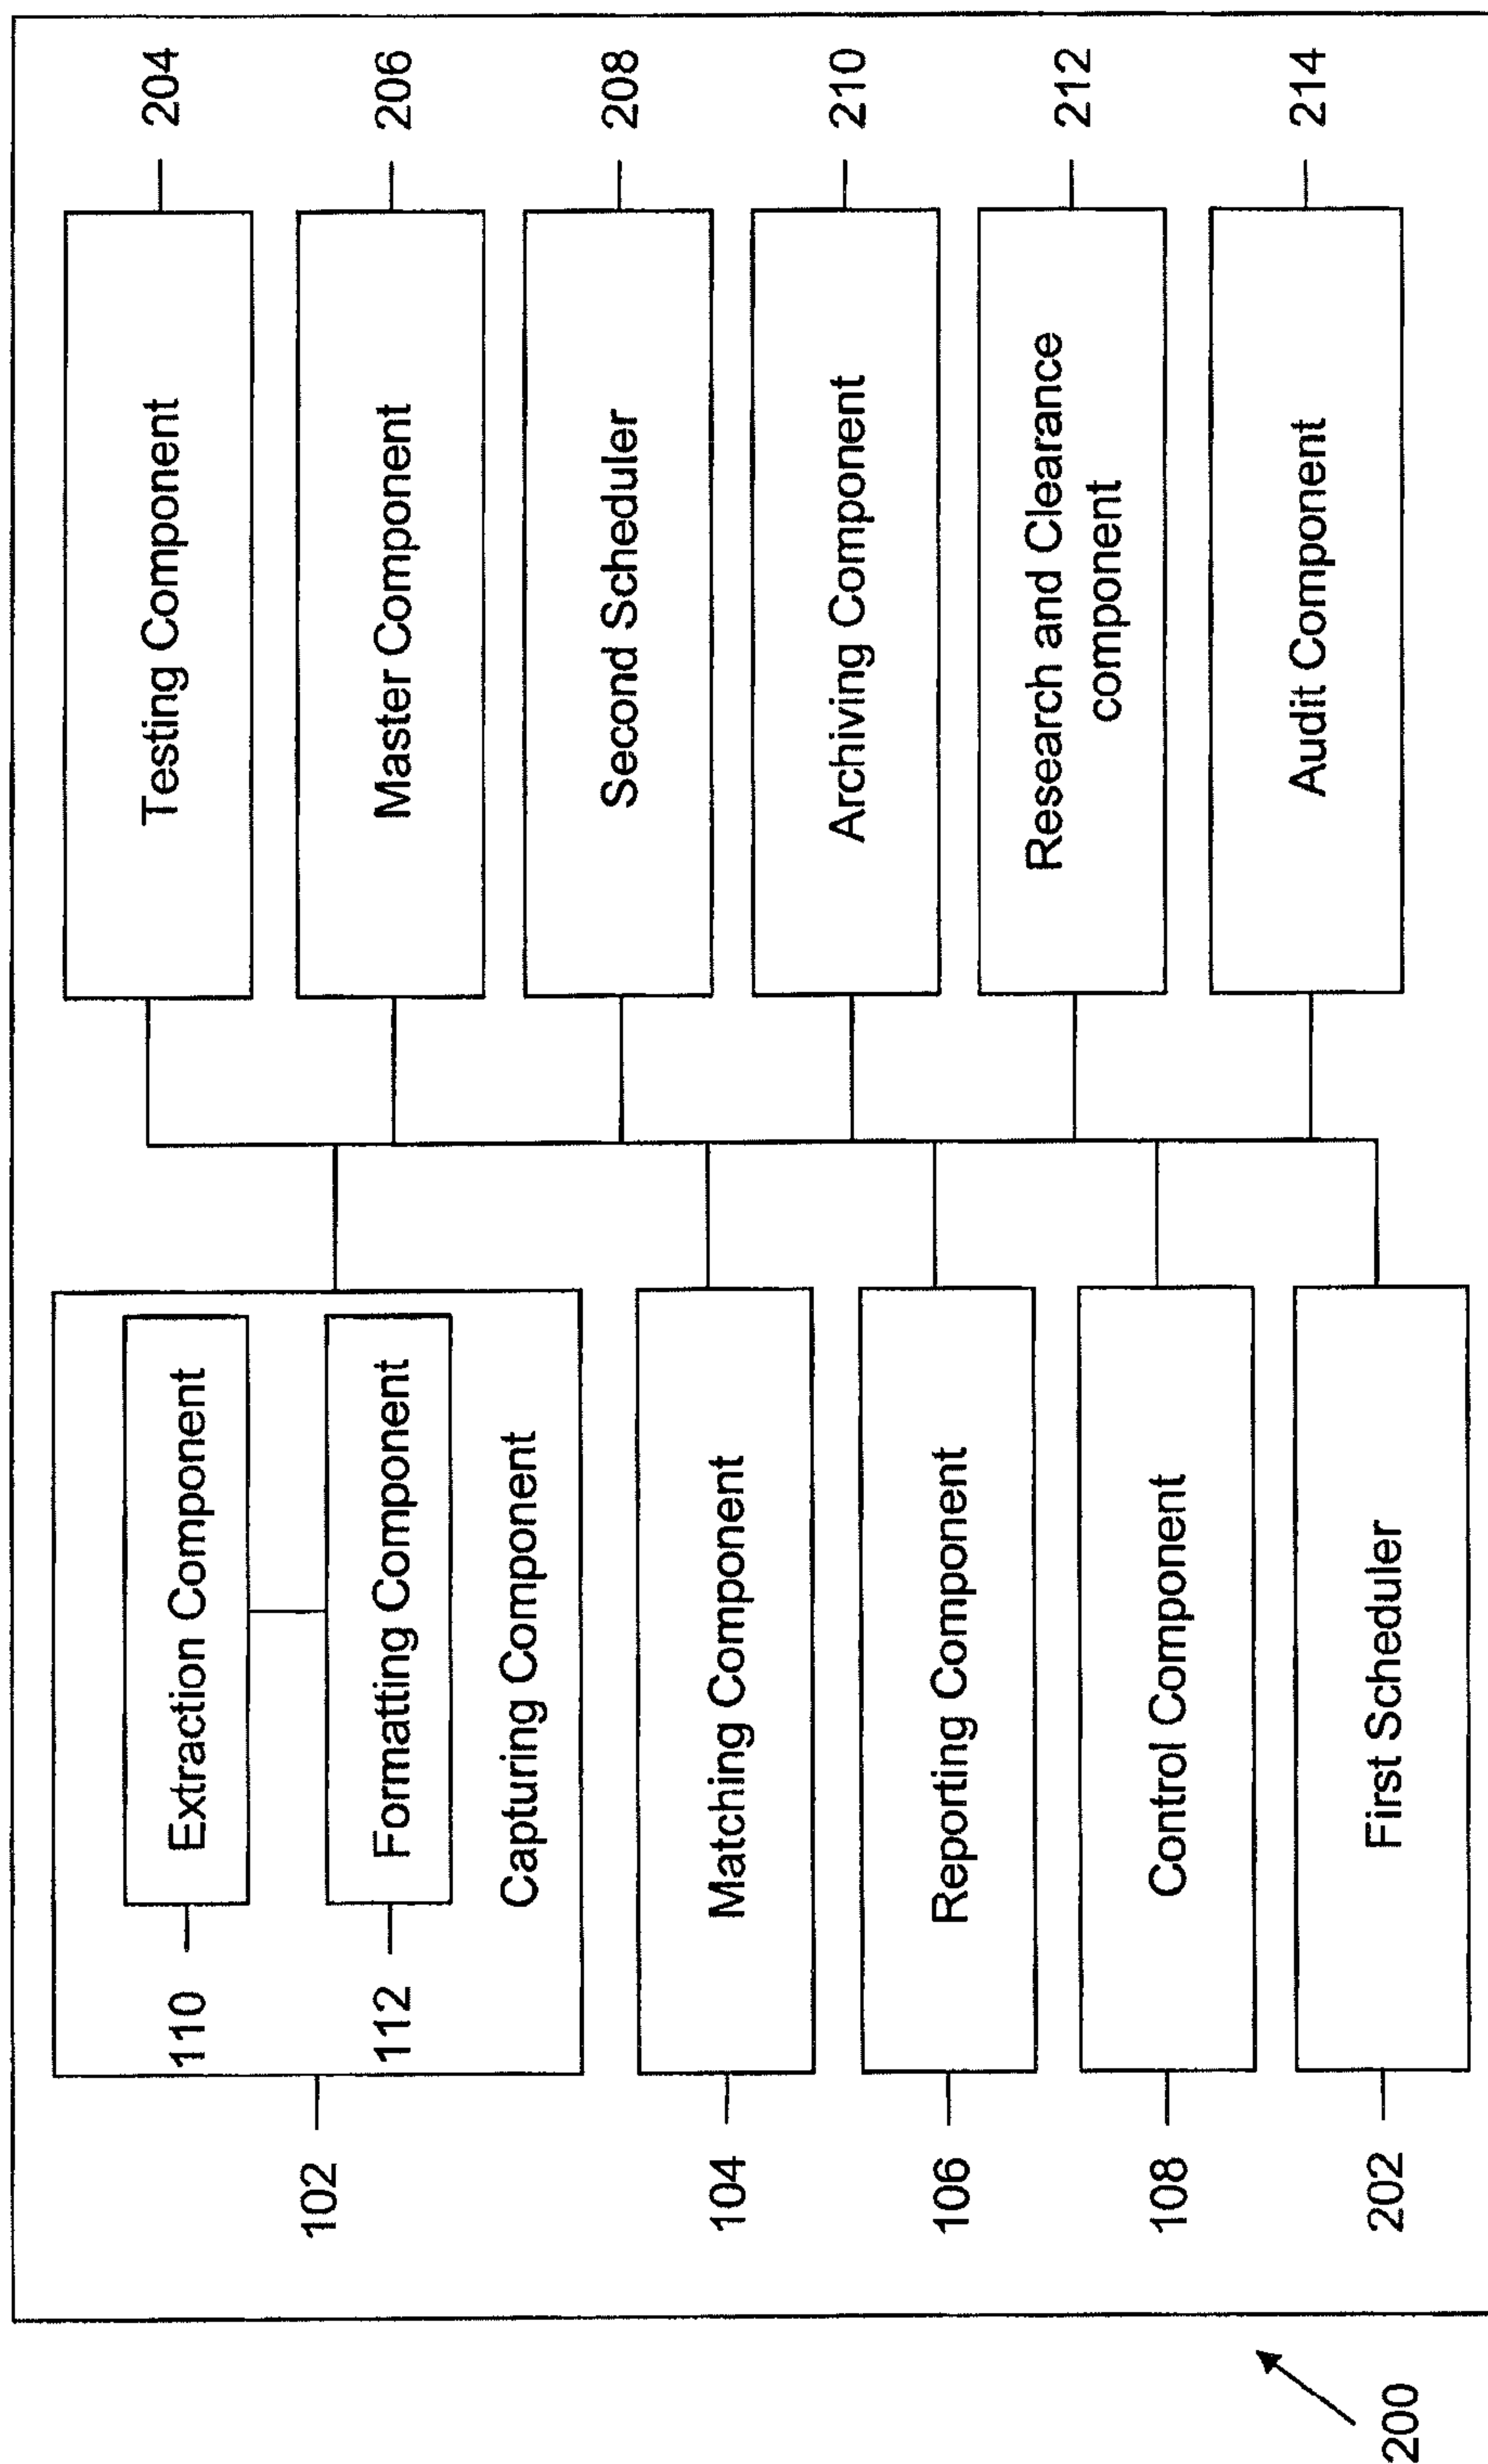 110
Extraction Component
112
Formatting Component
Capturing Component
102
Matching Component
104
Reporting Component
106
Control Component
108
First Scheduler
202
Testing Component
204
Master Component
206
Second Scheduler
208
Archiving Component
210
Research and Clearance
component
212
Audit Component
214
200